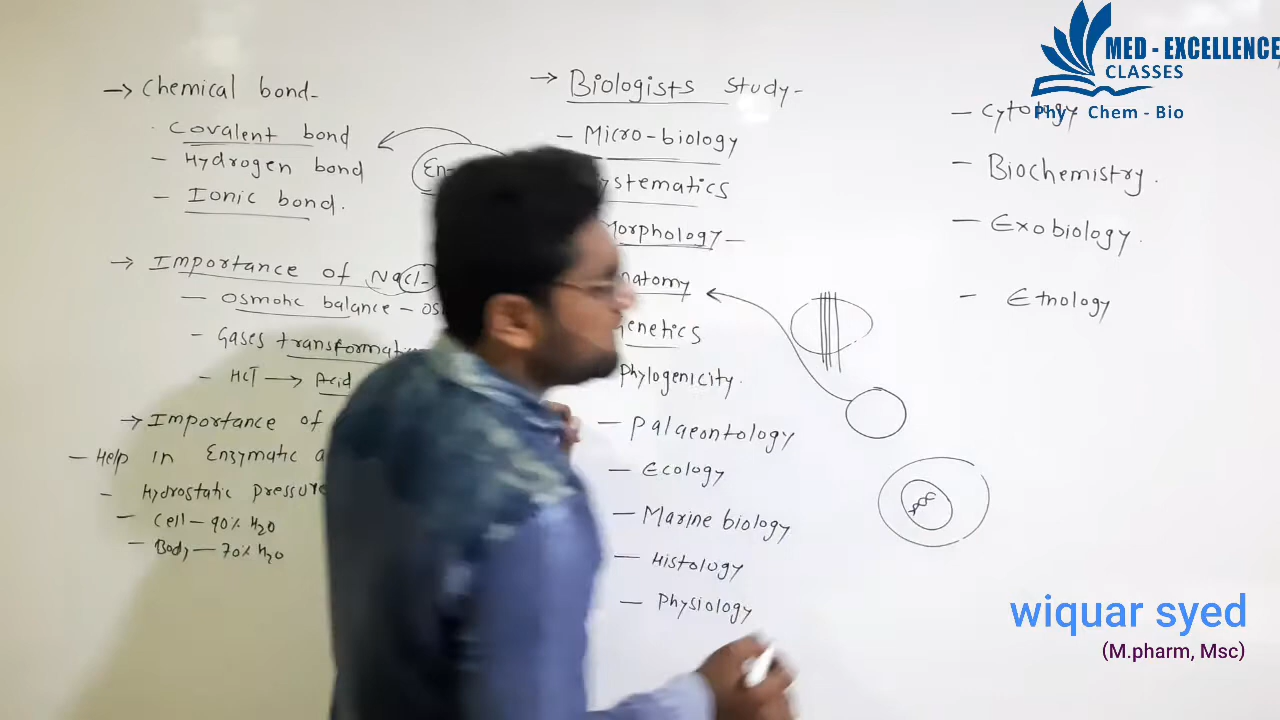 → Chemical bond-
Covalent bond
- Hydrogen bond
- Ionic bond.
→ Importance of Nacl-
- Osmotic balance -
- Gases
- HCl → Acid
→ Importance of
- Help in Enzymatic
- Hydrostatic pressure
- Cell - 90% H2O
- Body - 70% H2O
→ Biologists study-
- Micro-biology
ystematics
Morphology-
natomy
enetics
Phylogenicity.
- Palaeontology
- Ecology
- Marine biology
- Histology
- Physiology
- Cytology
- Biochemistry.
- Exobiology.
- Ethology
MED - EXCELLENCE
CLASSES
Phy Chem - Bio
wiquar syed
(M.pharm, Msc)